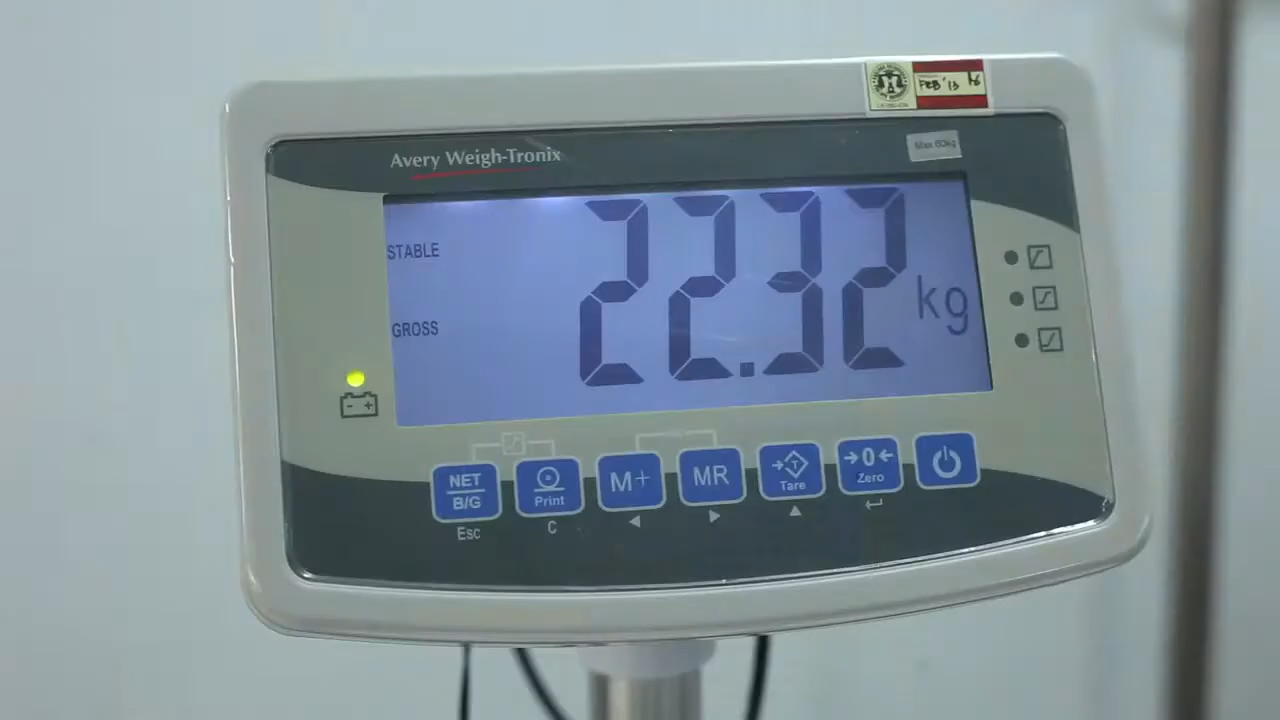 FEB '13
Avery Weigh-Tronix
Max 60kg
STABLE
22.32 kg
GROSS
NET
B/G
Print
M+
MR
T
Tare
→0←
Zero
Esc
C